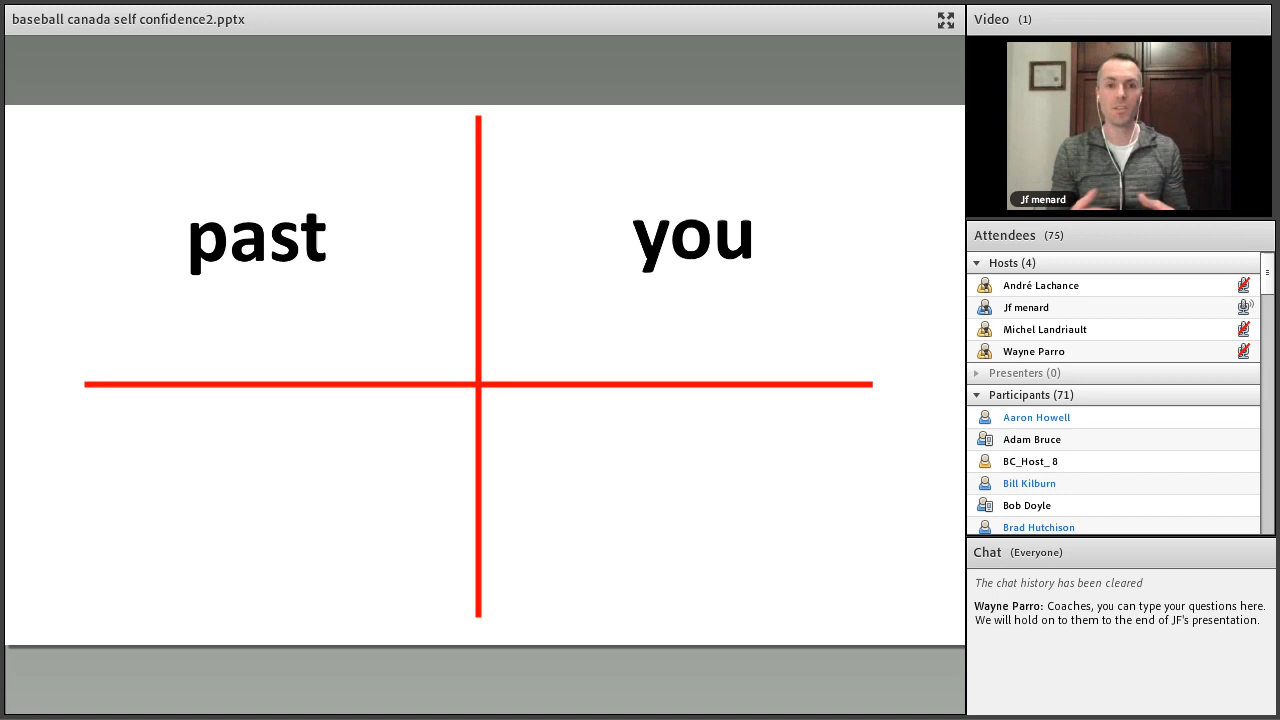 baseball canada self confidence2.pptx
past
you
Video (1)
Jf menard
Attendees (75)
Hosts (4)
André Lachance
Jf menard
Michel Landriault
Wayne Parro
Presenters (0)
Participants (71)
Aaron Howell
Adam Bruce
BC_Host_ 8
Bill Kilburn
Bob Doyle
Brad Hutchison
Chat (Everyone)
The chat history has been cleared
Wayne Parro: Coaches, you can type your questions here.
We will hold on to them to the end of JF's presentation.